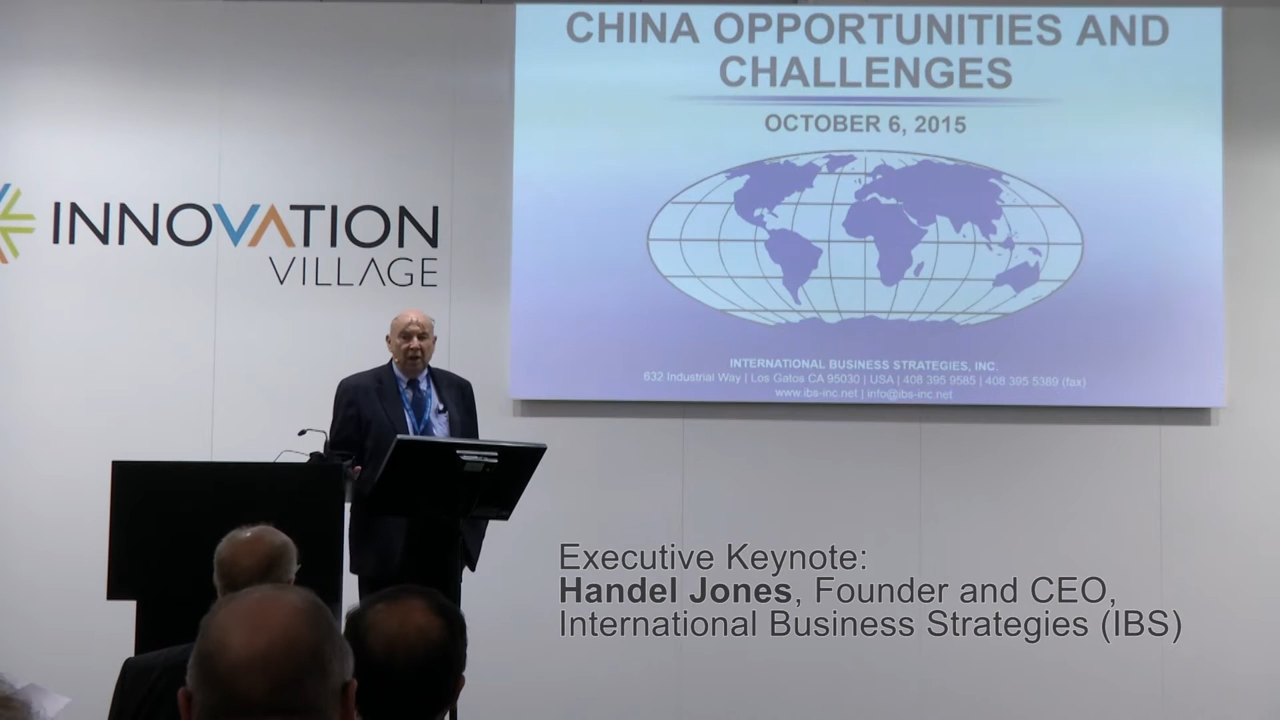 CHINA OPPORTUNITIES AND
CHALLENGES
OCTOBER 6, 2015
INNOVATION
VILLAGE
INTERNATIONAL BUSINESS STRATEGIES, INC.
632 Industrial Way | Los Gatos CA 95030 | USA | 408 395 9585 | 408 395 5389 (fax)
www.ibs-inc.net | info@ibs-inc.net
Executive Keynote:
Handel Jones, Founder and CEO,
International Business Strategies (IBS)